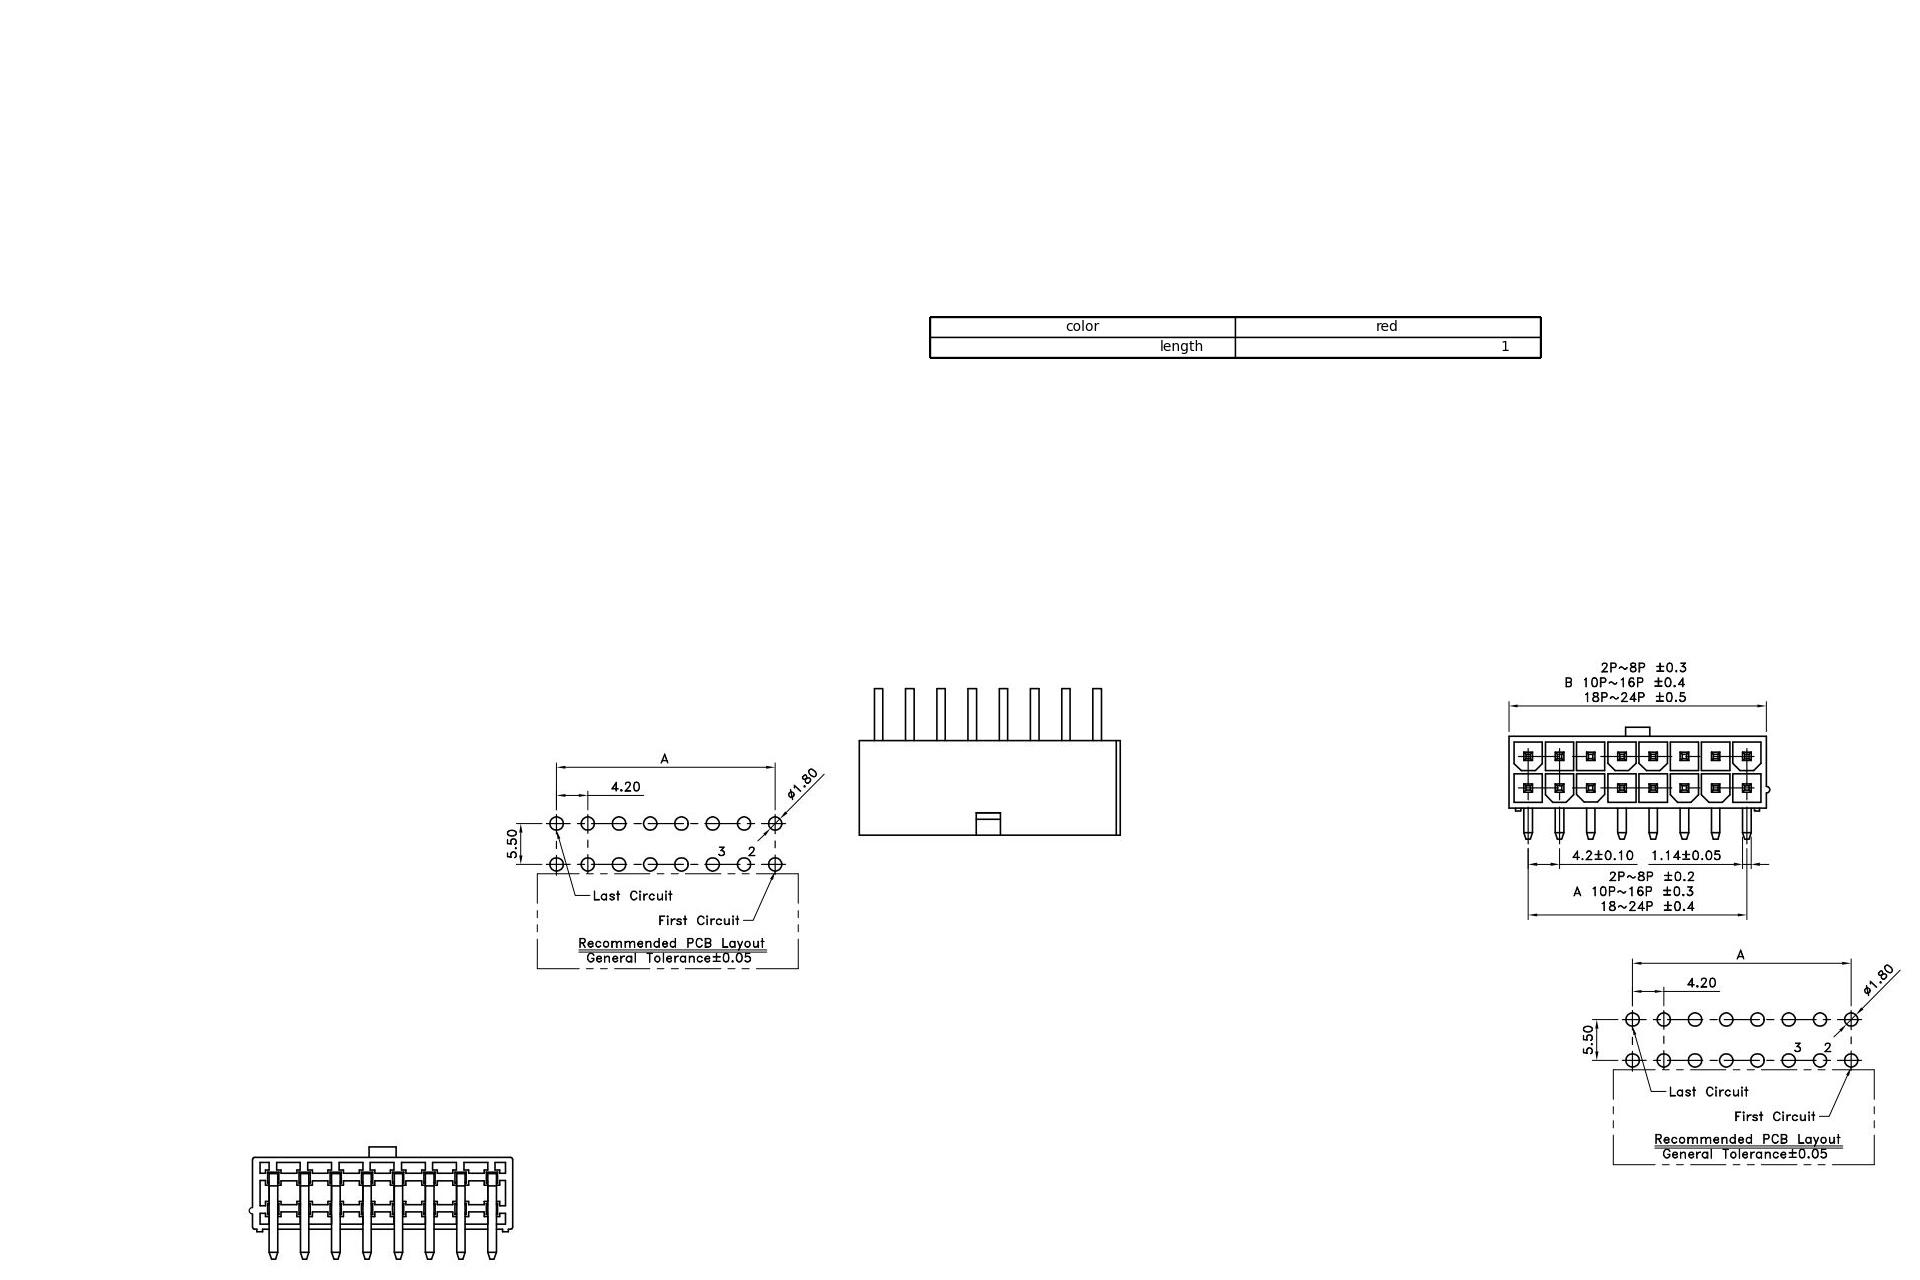 color red
length 1
2P~8P ±0.3
B 10P~16P ±0.4
18P~24P ±0.5
A
4.20
ø1.80
5.50
3 2
Last Circuit
First Circuit
Recommended PCB Layout
General Tolerance±0.05
4.2±0.10 1.14±0.05
2P~8P ±0.2
A 10P~16P ±0.3
18~24P ±0.4
A
4.20
ø1.80
5.50
3 2
Last Circuit
First Circuit
Recommended PCB Layout
General Tolerance±0.05